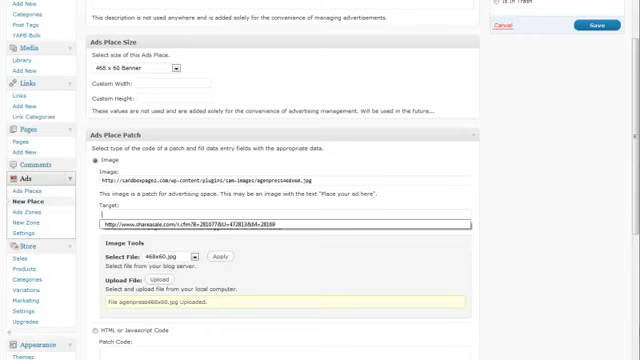 Add New
Categories
Post Tags
YAPB Bulk
Media
Library
Add New
Links
Links
Add New
Link Categories
Pages
Pages
Add New
Comments
Ads
Ads Places
New Place
Ads Zones
New Zone
Settings
Store
Sales
Products
Categories
Variations
Marketing
Settings
Upgrades
Appearance
Themes
This description is not used anywhere and is added solely for the convenience of managing advertisements.
Ads Place Size
Select size of this Ads Place.
468 x 60 Banner
Custom Width:
Custom Height:
These values are not used and are added solely for the convenience of advertising management. Will be used in the future...
Ads Place Patch
Select type of the code of a patch and fill data entry fields with the appropriate data.
Image
Image:
http://sandboxpage2.com/wp-content/plugins/sam-images/agenpress468x60.jpg
This image is a patch for advertising space. This may be an image with the text "Place your ad here".
Target:
Image Tools
Select File: 468x60.jpg Apply
Select file from your blog server.
Upload File: Upload
Select and upload file from your local computer.
File agenpress468x60.jpg Uploaded.
HTML or Javascript Code
Patch Code:
Is in Trash
Cancel
Save